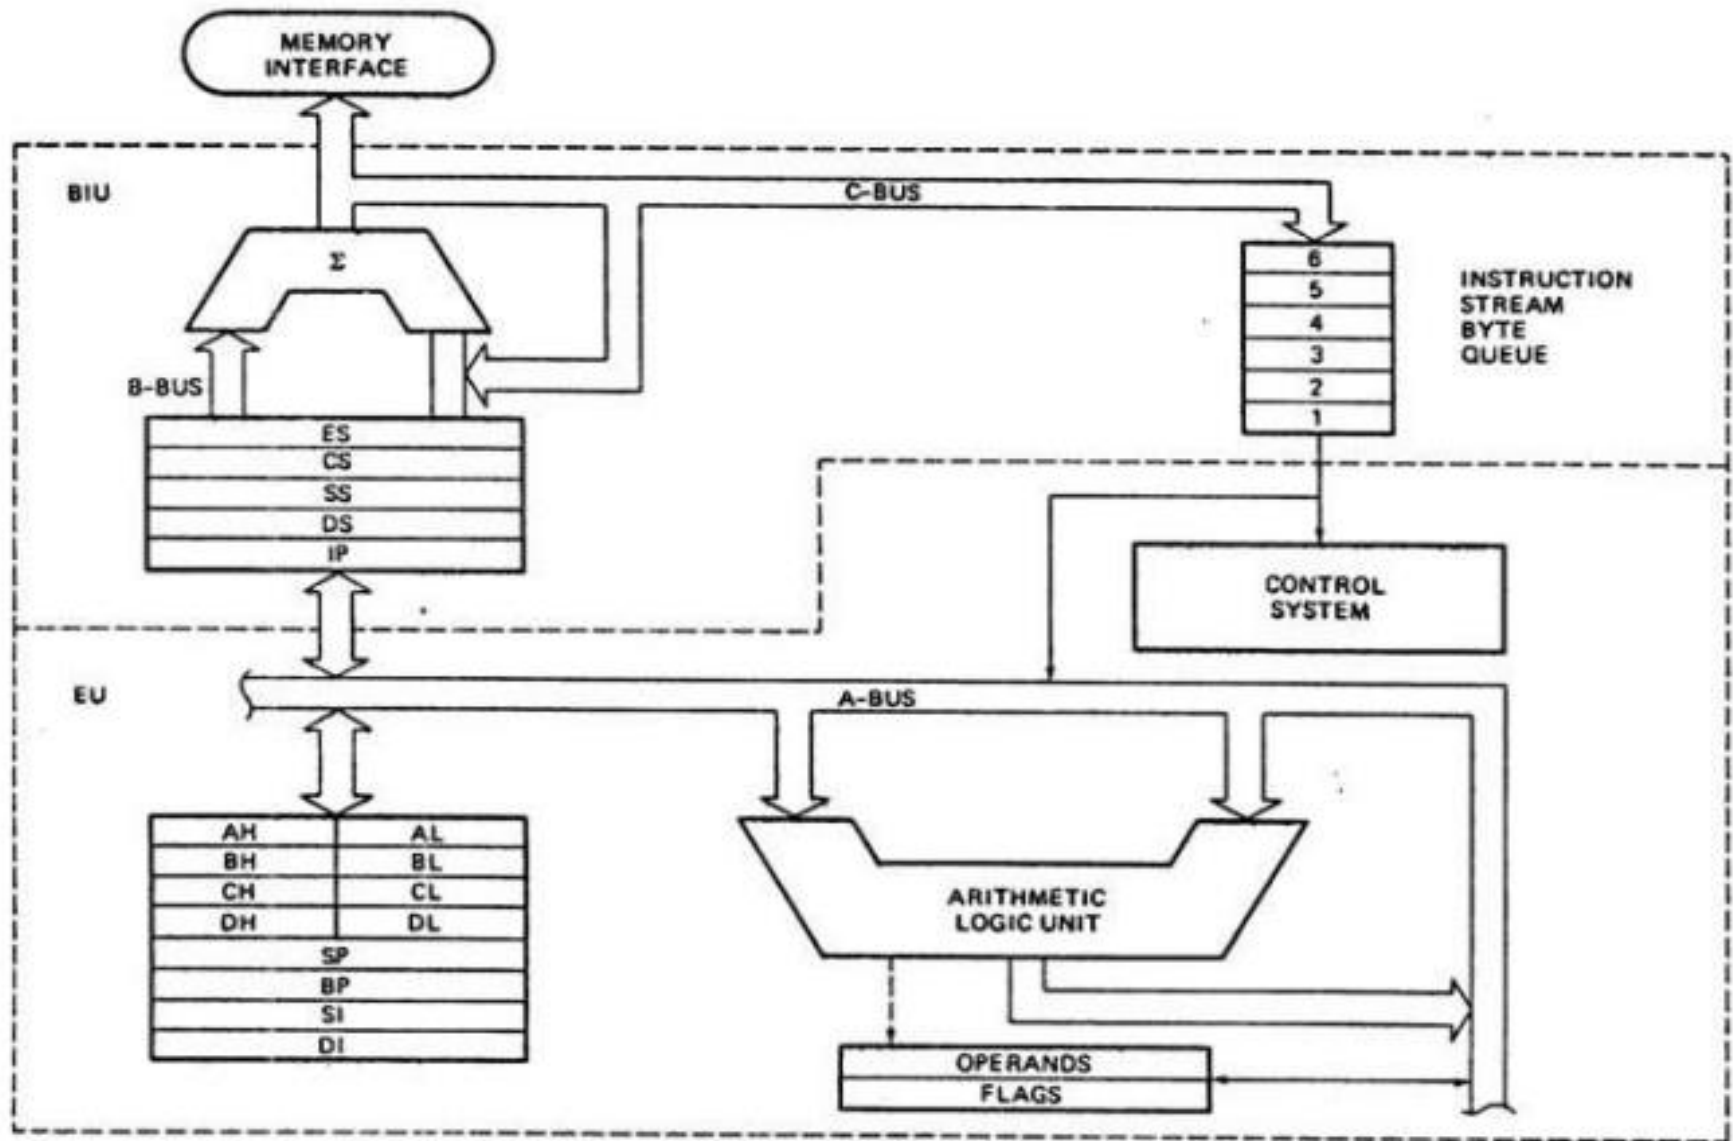 MEMORY
INTERFACE
BIU
C-BUS
Σ
6
5
4
3
2
1
INSTRUCTION
STREAM
BYTE
QUEUE
B-BUS
ES
CS
SS
DS
IP
CONTROL
SYSTEM
EU
A-BUS
AH AL
BH BL
CH CL
DH DL
SP
BP
SI
DI
ARITHMETIC
LOGIC UNIT
OPERANDS
FLAGS